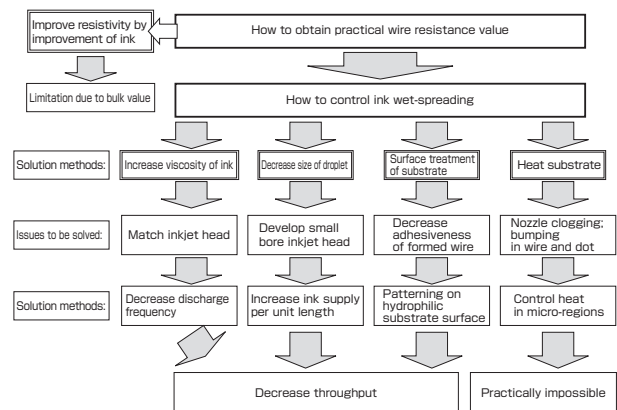 Improve resistivity by
improvement of ink
How to obtain practical wire resistance value
Limitation due to bulk value
How to control ink wet-spreading
Solution methods:
Increase viscosity of ink
Decrease size of droplet
Surface treatment
of substrate
Heat substrate
Issues to be solved:
Match inkjet head
Develop small
bore inkjet head
Decrease
adhesiveness
of formed wire
Nozzle clogging;
bumping
in wire and dot
Solution methods:
Decrease discharge
frequency
Increase ink supply
per unit length
Patterning on
hydrophilic
substrate surface
Control heat
in micro-regions
Decrease throughput
Practically impossible